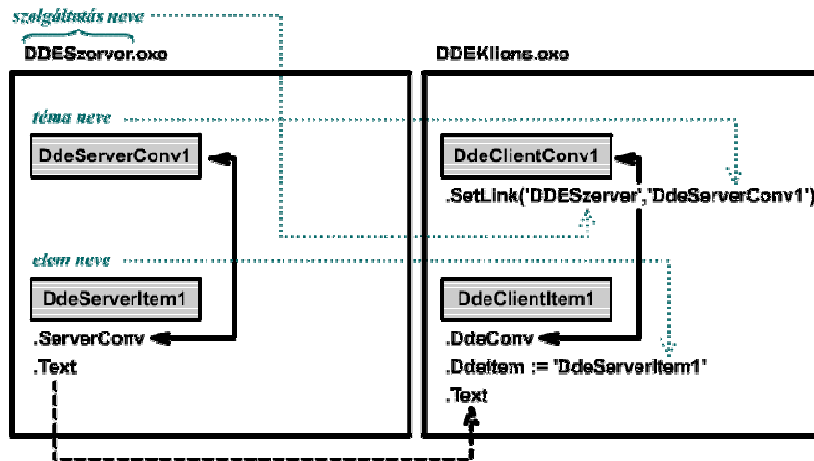 szolgáltatás neve
DDESzerver.exe
DDEKliens.exe
téma neve
DdeServerConv1
DdeClientConv1
.SetLink('DDESzerver','DdeServerConv1')
elem neve
DdeServerItem1
DdeClientItem1
.ServerConv
.DdeConv
.Text
.DdeItem := 'DdeServerItem1'
.Text